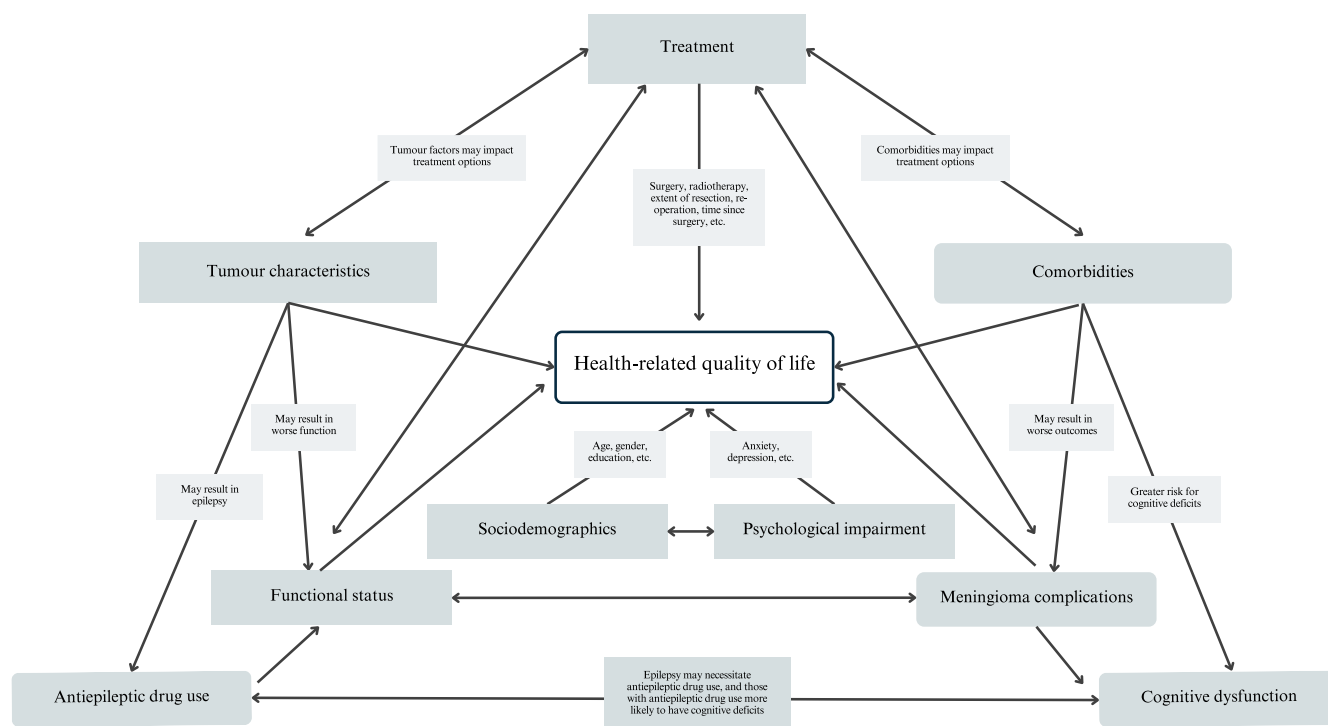 Treatment
Tumour factors may impact
treatment options
Comorbidities may impact
treatment options
Surgery, radiotherapy,
extent of resection, re-
operation, time since
surgery, etc.
Tumour characteristics
Comorbidities
Health-related quality of life
May result in
worse function
May result in
worse outcomes
Age, gender,
education, etc.
Anxiety,
depression, etc.
May result in
epilepsy
Greater risk for
cognitive deficits
Sociodemographics
Psychological impairment
Functional status
Meningioma complications
Epilepsy may necessitate
antiepileptic drug use, and those
with antiepileptic drug use more
likely to have cognitive deficits
Antiepileptic drug use
Cognitive dysfunction